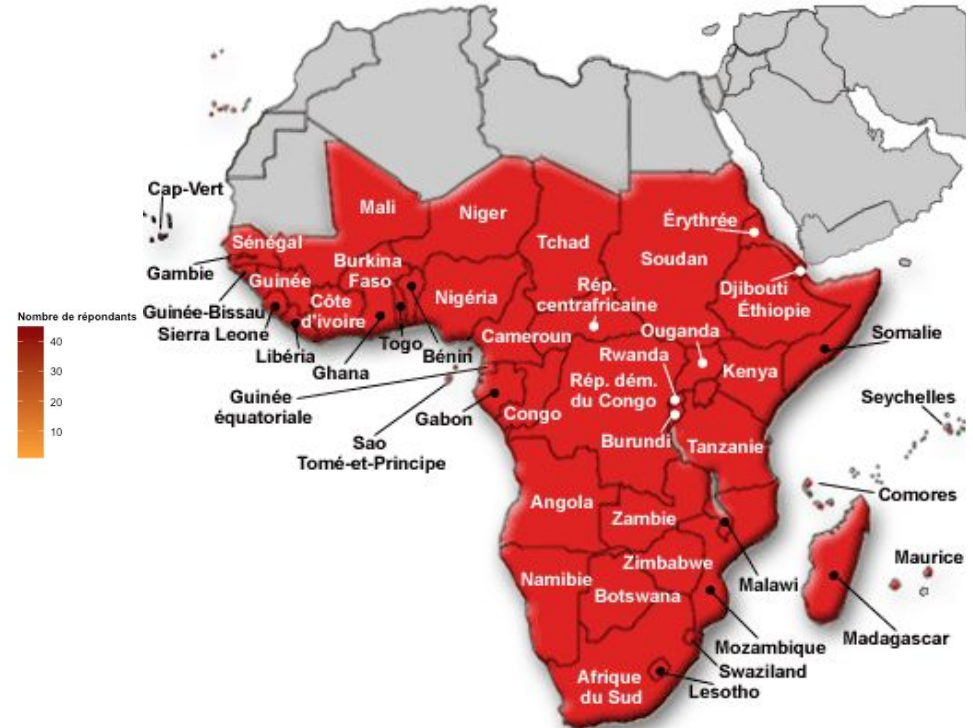 Cap-Vert
Mali
Niger
Érythrée
Sénégal
Tchad
Soudan
Gambie
Burkina
Faso
Guinée
Nigéria
Rép.
centrafricaine
Djibouti
Éthiopie
Côte
d'ivoire
Guinée-Bissau
Sierra Leone
Nombre de répondants
40
30
20
10
Libéria
Ghana
Togo
Bénin
Cameroun
Ouganda
Somalie
Rwanda
Kenya
Guinée
équatoriale
Gabon
Congo
Rép. dém.
du Congo
Seychelles
Sao
Tomé-et-Principe
Burundi
Tanzanie
Comores
Angola
Zambie
Zimbabwe
Malawi
Maurice
Namibie
Botswana
Madagascar
Mozambique
Swaziland
Afrique
du Sud
Lesotho